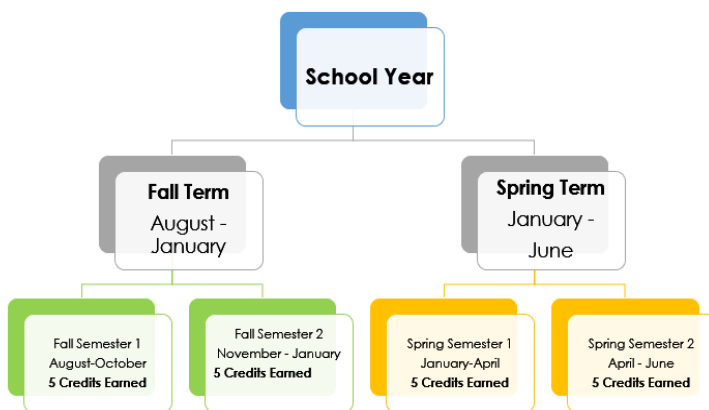 School Year
Fall Term
August -
January
Spring Term
January -
June
Fall Semester 1
August-October
5 Credits Earned
Fall Semester 2
November - January
5 Credits Earned
Spring Semester 1
January-April
5 Credits Earned
Spring Semester 2
April - June
5 Credits Earned